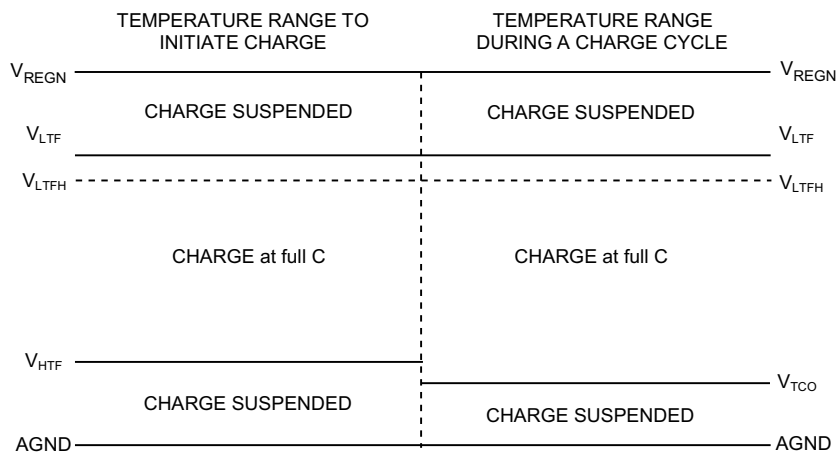 TEMPERATURE RANGE TO
INITIATE CHARGE
TEMPERATURE RANGE
DURING A CHARGE CYCLE
VREGN
VREGN
CHARGE SUSPENDED
CHARGE SUSPENDED
VLTF
VLTF
VLTFH
VLTFH
CHARGE at full C
CHARGE at full C
VHTF
VTCO
CHARGE SUSPENDED
CHARGE SUSPENDED
AGND
AGND